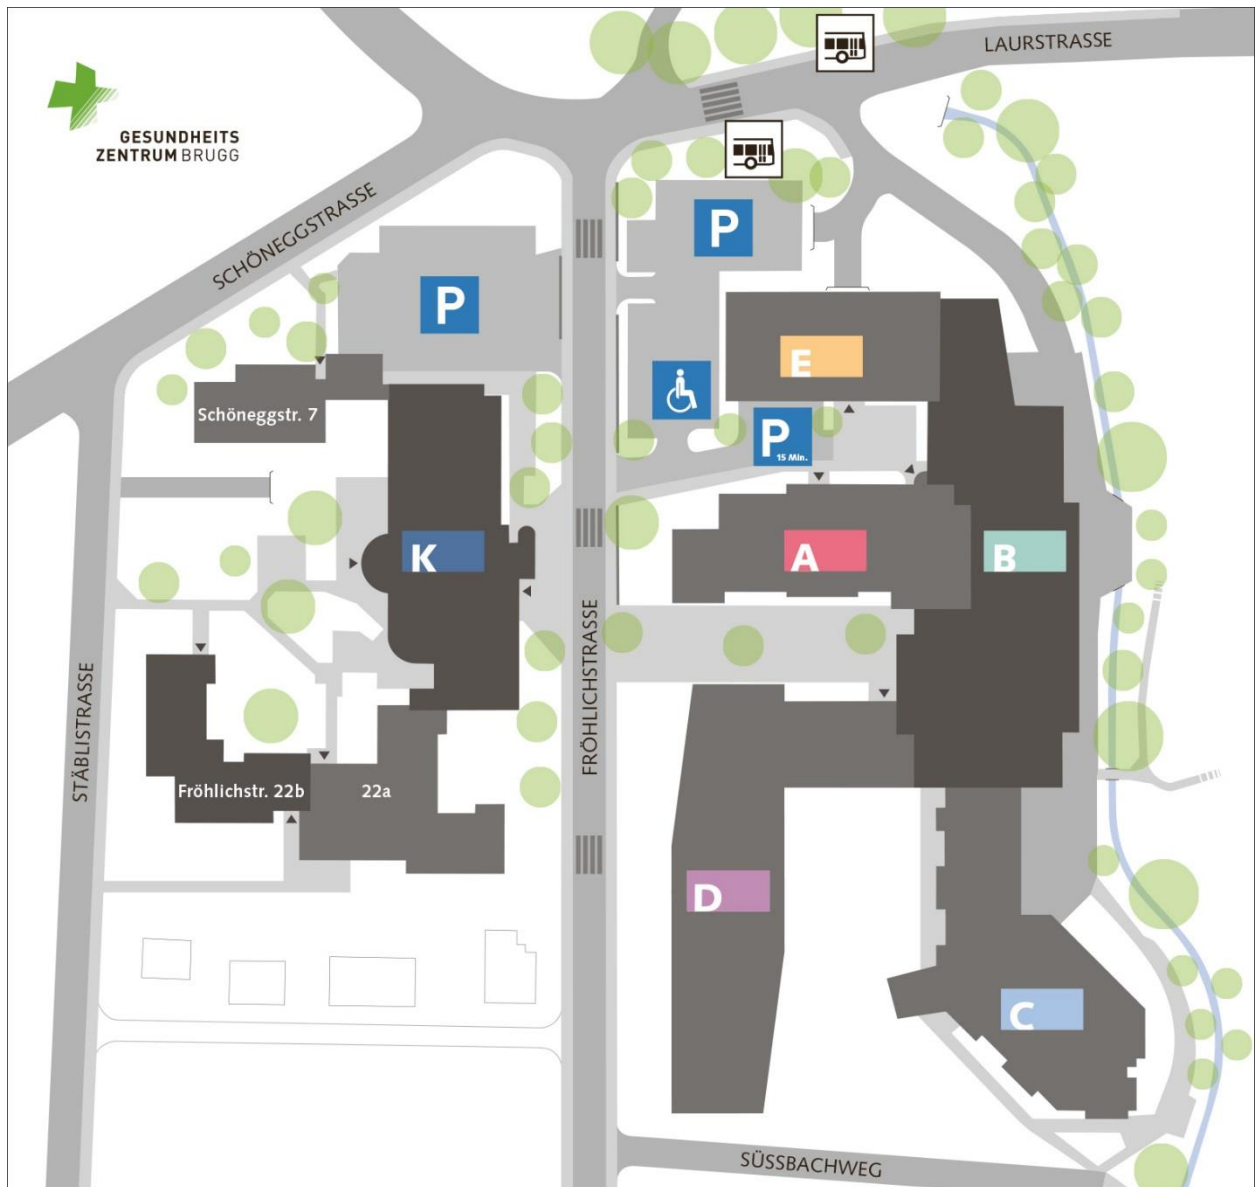 LAURSTRASSE
GESUNDHEITS
ZENTRUM BRUGG
SCHÖNEGGSTRASSE
P
P
E
Schöneggstr. 7
P
15 Min.
K
A
B
FRÖHLICHSTRASSE
STÄBLISTRASSE
Fröhlichstr. 22b
22a
D
C
SÜSSBACHWEG